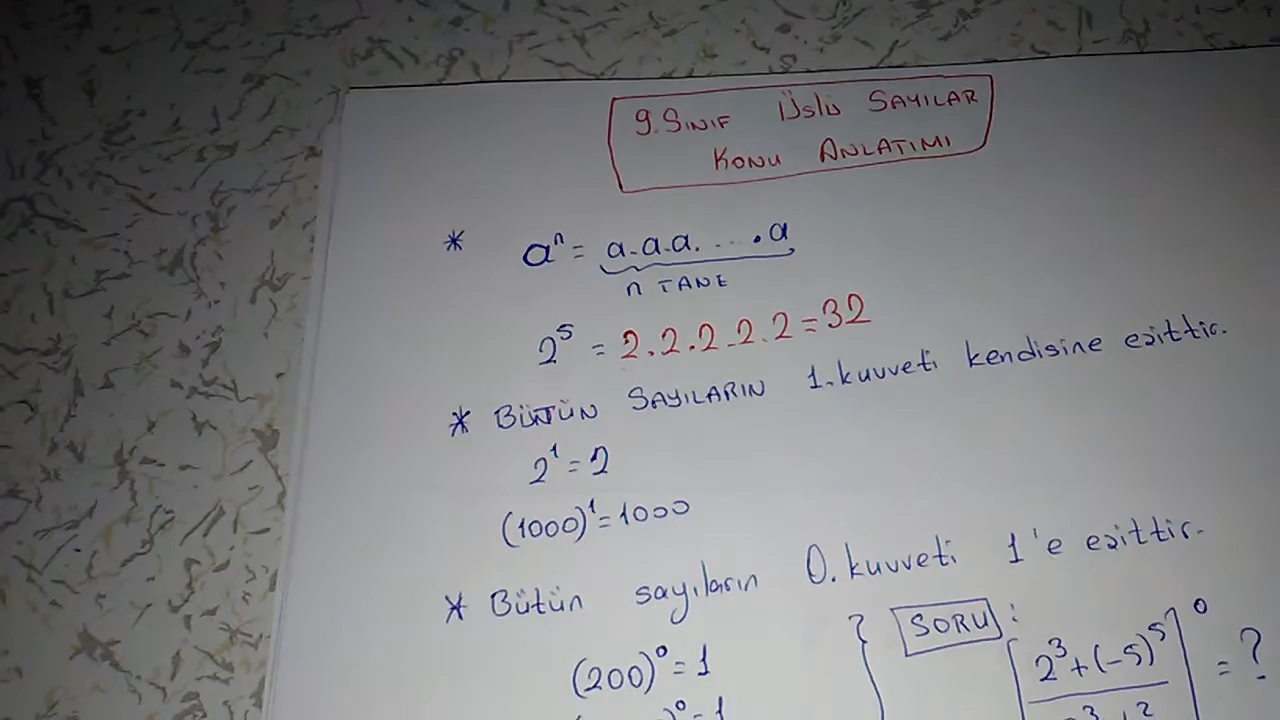 9. SINIF ÜSLÜ SAYILAR
KONU ANLATIMI
* aⁿ = a.a.a. ... .a
n TANE
2⁵ = 2.2.2.2.2=32
* BÜTÜN SAYILARIN 1.kuvveti kendisine eşittir.
2¹ = 2
(1000)¹=1000
* Bütün sayıların 0.kuvveti 1'e eşittir.
(200)⁰ = 1
SORU:
[2³+(-5)⁵]⁰ = ?